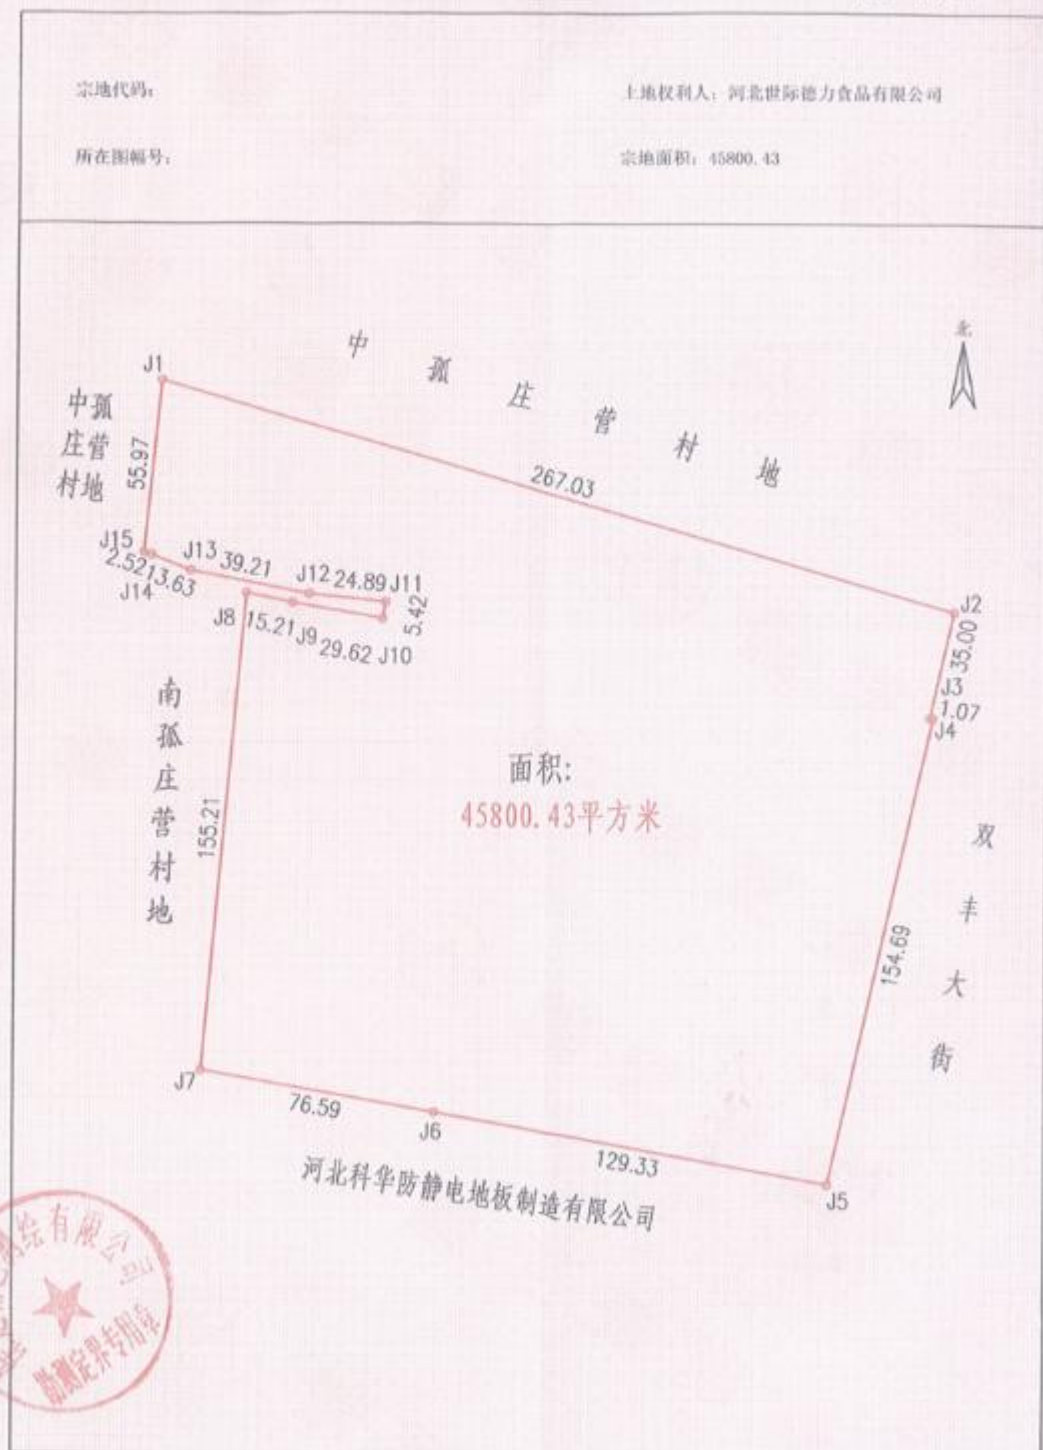 宗地代码:
土地权利人: 河北世际德力食品有限公司
所在图幅号:
宗地面积: 45800.43
北
中孤庄营村地
J1
中孤
庄营
村地
55.97
267.03
J15
2.52
J14
13.63
J13
39.21
J12
24.89
J11
5.42
J8
15.21
J9
29.62
J10
J2
35.00
J3
1.07
J4
南孤庄营村地
155.21
面积:
45800.43平方米
双丰大街
154.69
J7
76.59
J6
129.33
J5
河北科华防静电地板制造有限公司
绘有限公司
勘测定界专用章